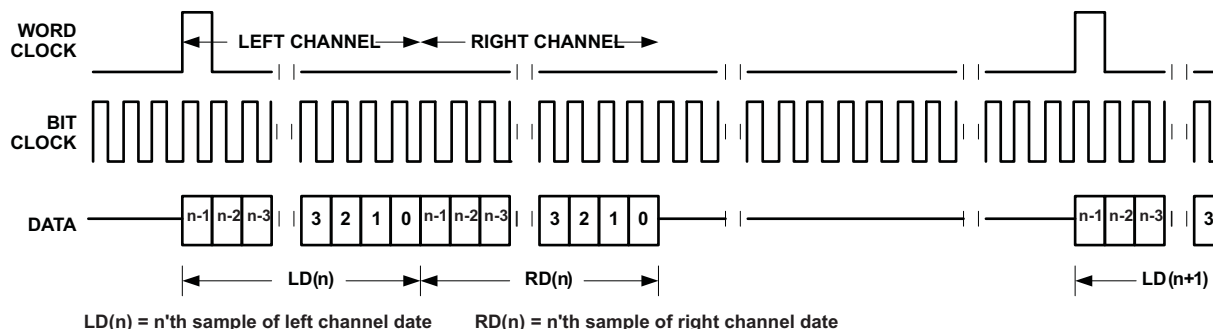 WORD CLOCK
LEFT CHANNEL RIGHT CHANNEL
BIT CLOCK
DATA
n-1 n-2 n-3 3 2 1 0 n-1 n-2 n-3 3 2 1 0 n-1 n-2 n-3 3
LD(n) RD(n) LD(n+1)
LD(n) = n'th sample of left channel date RD(n) = n'th sample of right channel date